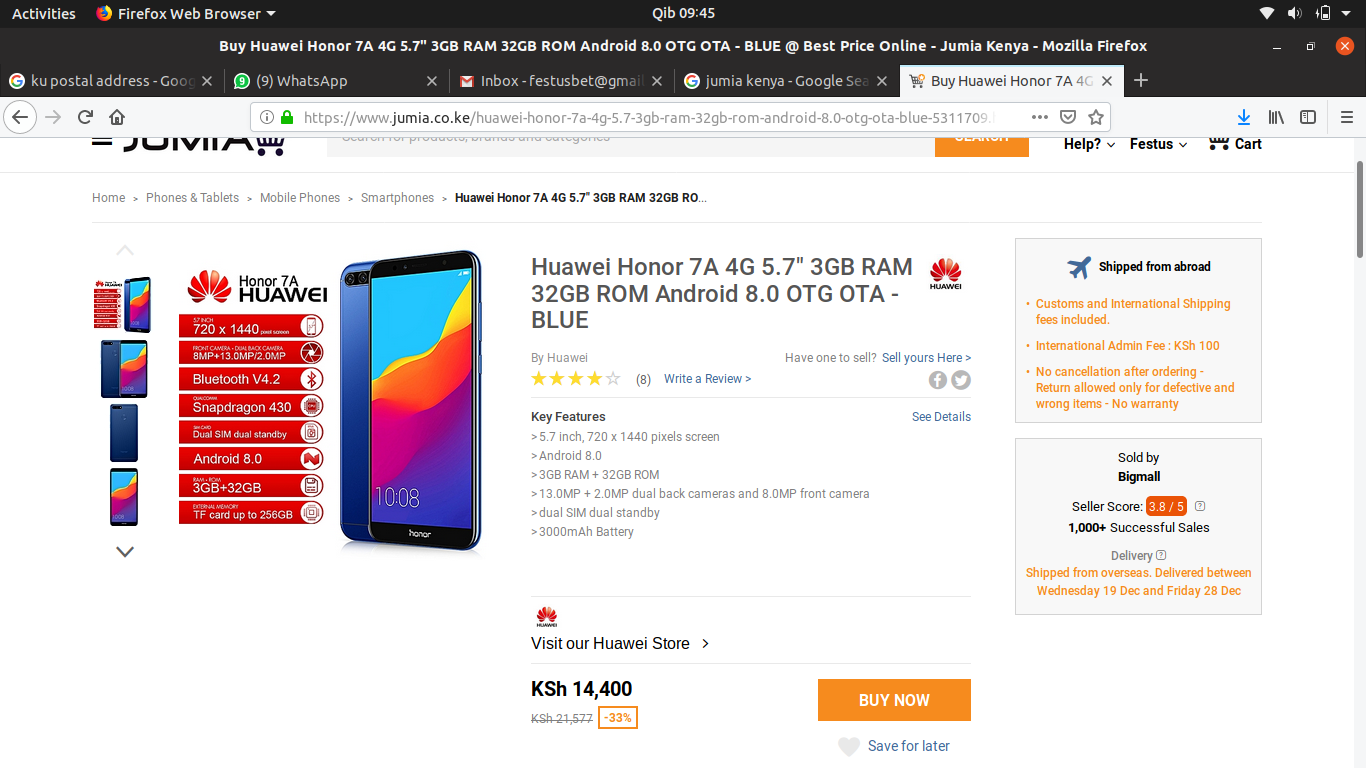 Activities
Firefox Web Browser
Qib 09:45
Buy Huawei Honor 7A 4G 5.7" 3GB RAM 32GB ROM Android 8.0 OTG OTA - BLUE @ Best Price Online - Jumia Kenya - Mozilla Firefox
ku postal address - Goog
(9) WhatsApp
Inbox - festusbet@gmail
jumia kenya - Google Sea
Buy Huawei Honor 7A 4G
https://www.jumia.co.ke/huawei-honor-7a-4g-5.7-3gb-ram-32gb-rom-android-8.0-otg-ota-blue-5311709.
JUMIA
Search for products, brands and categories
SEARCH
Help?
Festus
Cart
Home > Phones & Tablets > Mobile Phones > Smartphones > Huawei Honor 7A 4G 5.7" 3GB RAM 32GB RO...
Honor 7A
HUAWEI
5.7 INCH
720 x 1440 pixels screen
FRONT CAMERA + DUAL BACK CAMERA
8MP+13.0MP/2.0MP
Bluetooth V4.2
QUALCOMM
Snapdragon 430
SIM CARD
Dual SIM dual standby
Android 8.0
RAM + ROM
3GB+32GB
EXTERNAL MEMORY
TF card up to 256GB
10:08
honor
Huawei Honor 7A 4G 5.7" 3GB RAM
32GB ROM Android 8.0 OTG OTA -
BLUE
HUAWEI
By Huawei
Have one to sell? Sell yours Here >
(8)
Write a Review >
Key Features
See Details
> 5.7 inch, 720 x 1440 pixels screen
> Android 8.0
> 3GB RAM + 32GB ROM
> 13.0MP + 2.0MP dual back cameras and 8.0MP front camera
> dual SIM dual standby
> 3000mAh Battery
HUAWEI
Visit our Huawei Store
KSh 14,400
KSh 21,577
-33%
BUY NOW
Save for later
Shipped from abroad
• Customs and International Shipping
fees included.
• International Admin Fee : KSh 100
• No cancellation after ordering -
Return allowed only for defective and
wrong items - No warranty
Sold by
Bigmall
Seller Score: 3.8 / 5
1,000+ Successful Sales
Delivery
Shipped from overseas. Delivered between
Wednesday 19 Dec and Friday 28 Dec